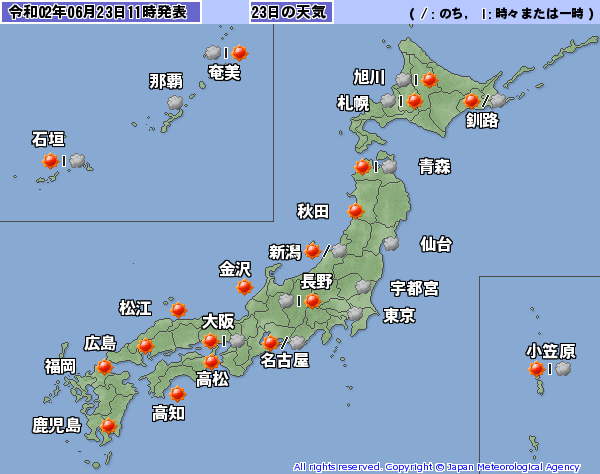 令和02年06月23日11時発表
23日の天気
( / : のち, | : 時々または一時 )
奄美
那覇
石垣
旭川
札幌
釧路
青森
秋田
仙台
新潟
金沢
長野
宇都宮
松江
大阪
東京
広島
名古屋
福岡
高松
小笠原
高知
鹿児島
All rights reserved. Copyright © Japan Meteorological Agency